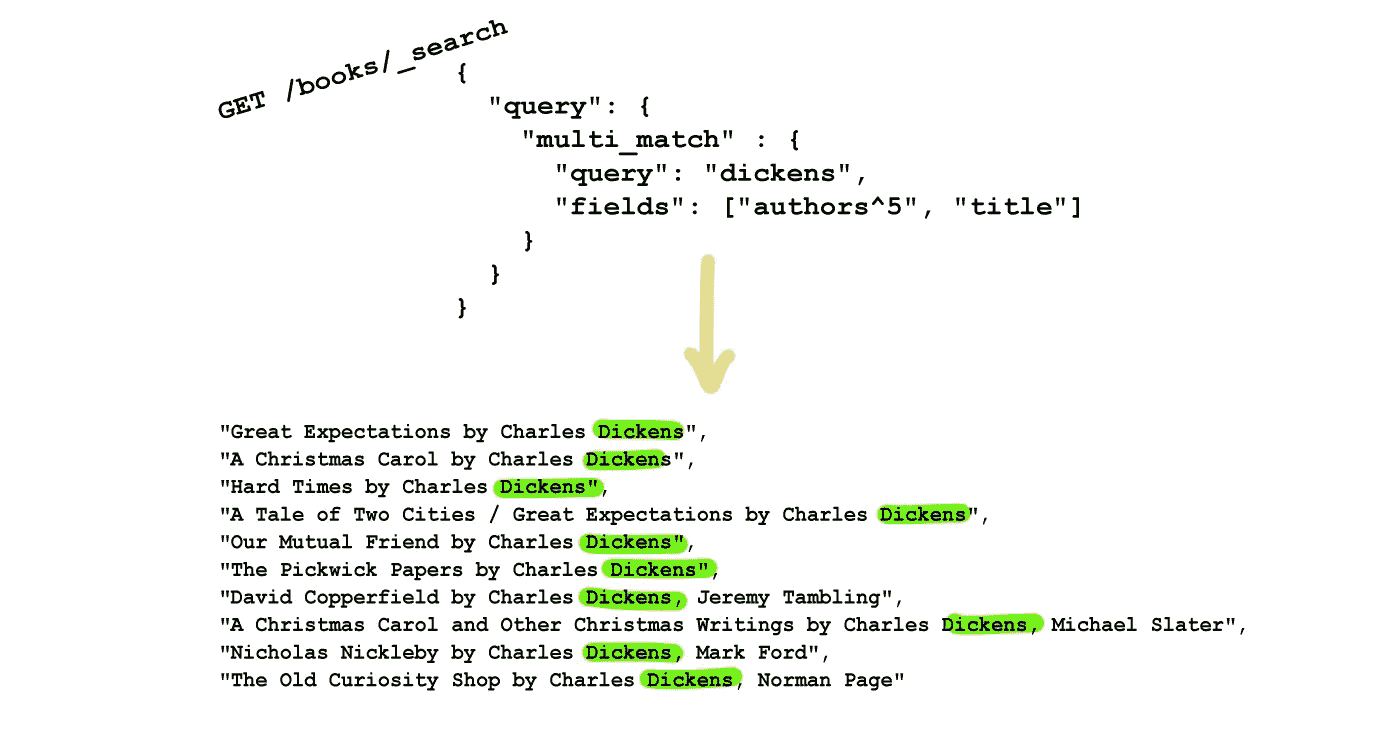 GET /books/_search
{
"query": {
"multi_match" : {
"query": "dickens",
"fields": ["authors^5", "title"]
}
}
}
"Great Expectations by Charles Dickens",
"A Christmas Carol by Charles Dickens",
"Hard Times by Charles Dickens",
"A Tale of Two Cities / Great Expectations by Charles Dickens",
"Our Mutual Friend by Charles Dickens",
"The Pickwick Papers by Charles Dickens",
"David Copperfield by Charles Dickens, Jeremy Tambling",
"A Christmas Carol and Other Christmas Writings by Charles Dickens, Michael Slater",
"Nicholas Nickleby by Charles Dickens, Mark Ford",
"The Old Curiosity Shop by Charles Dickens, Norman Page"